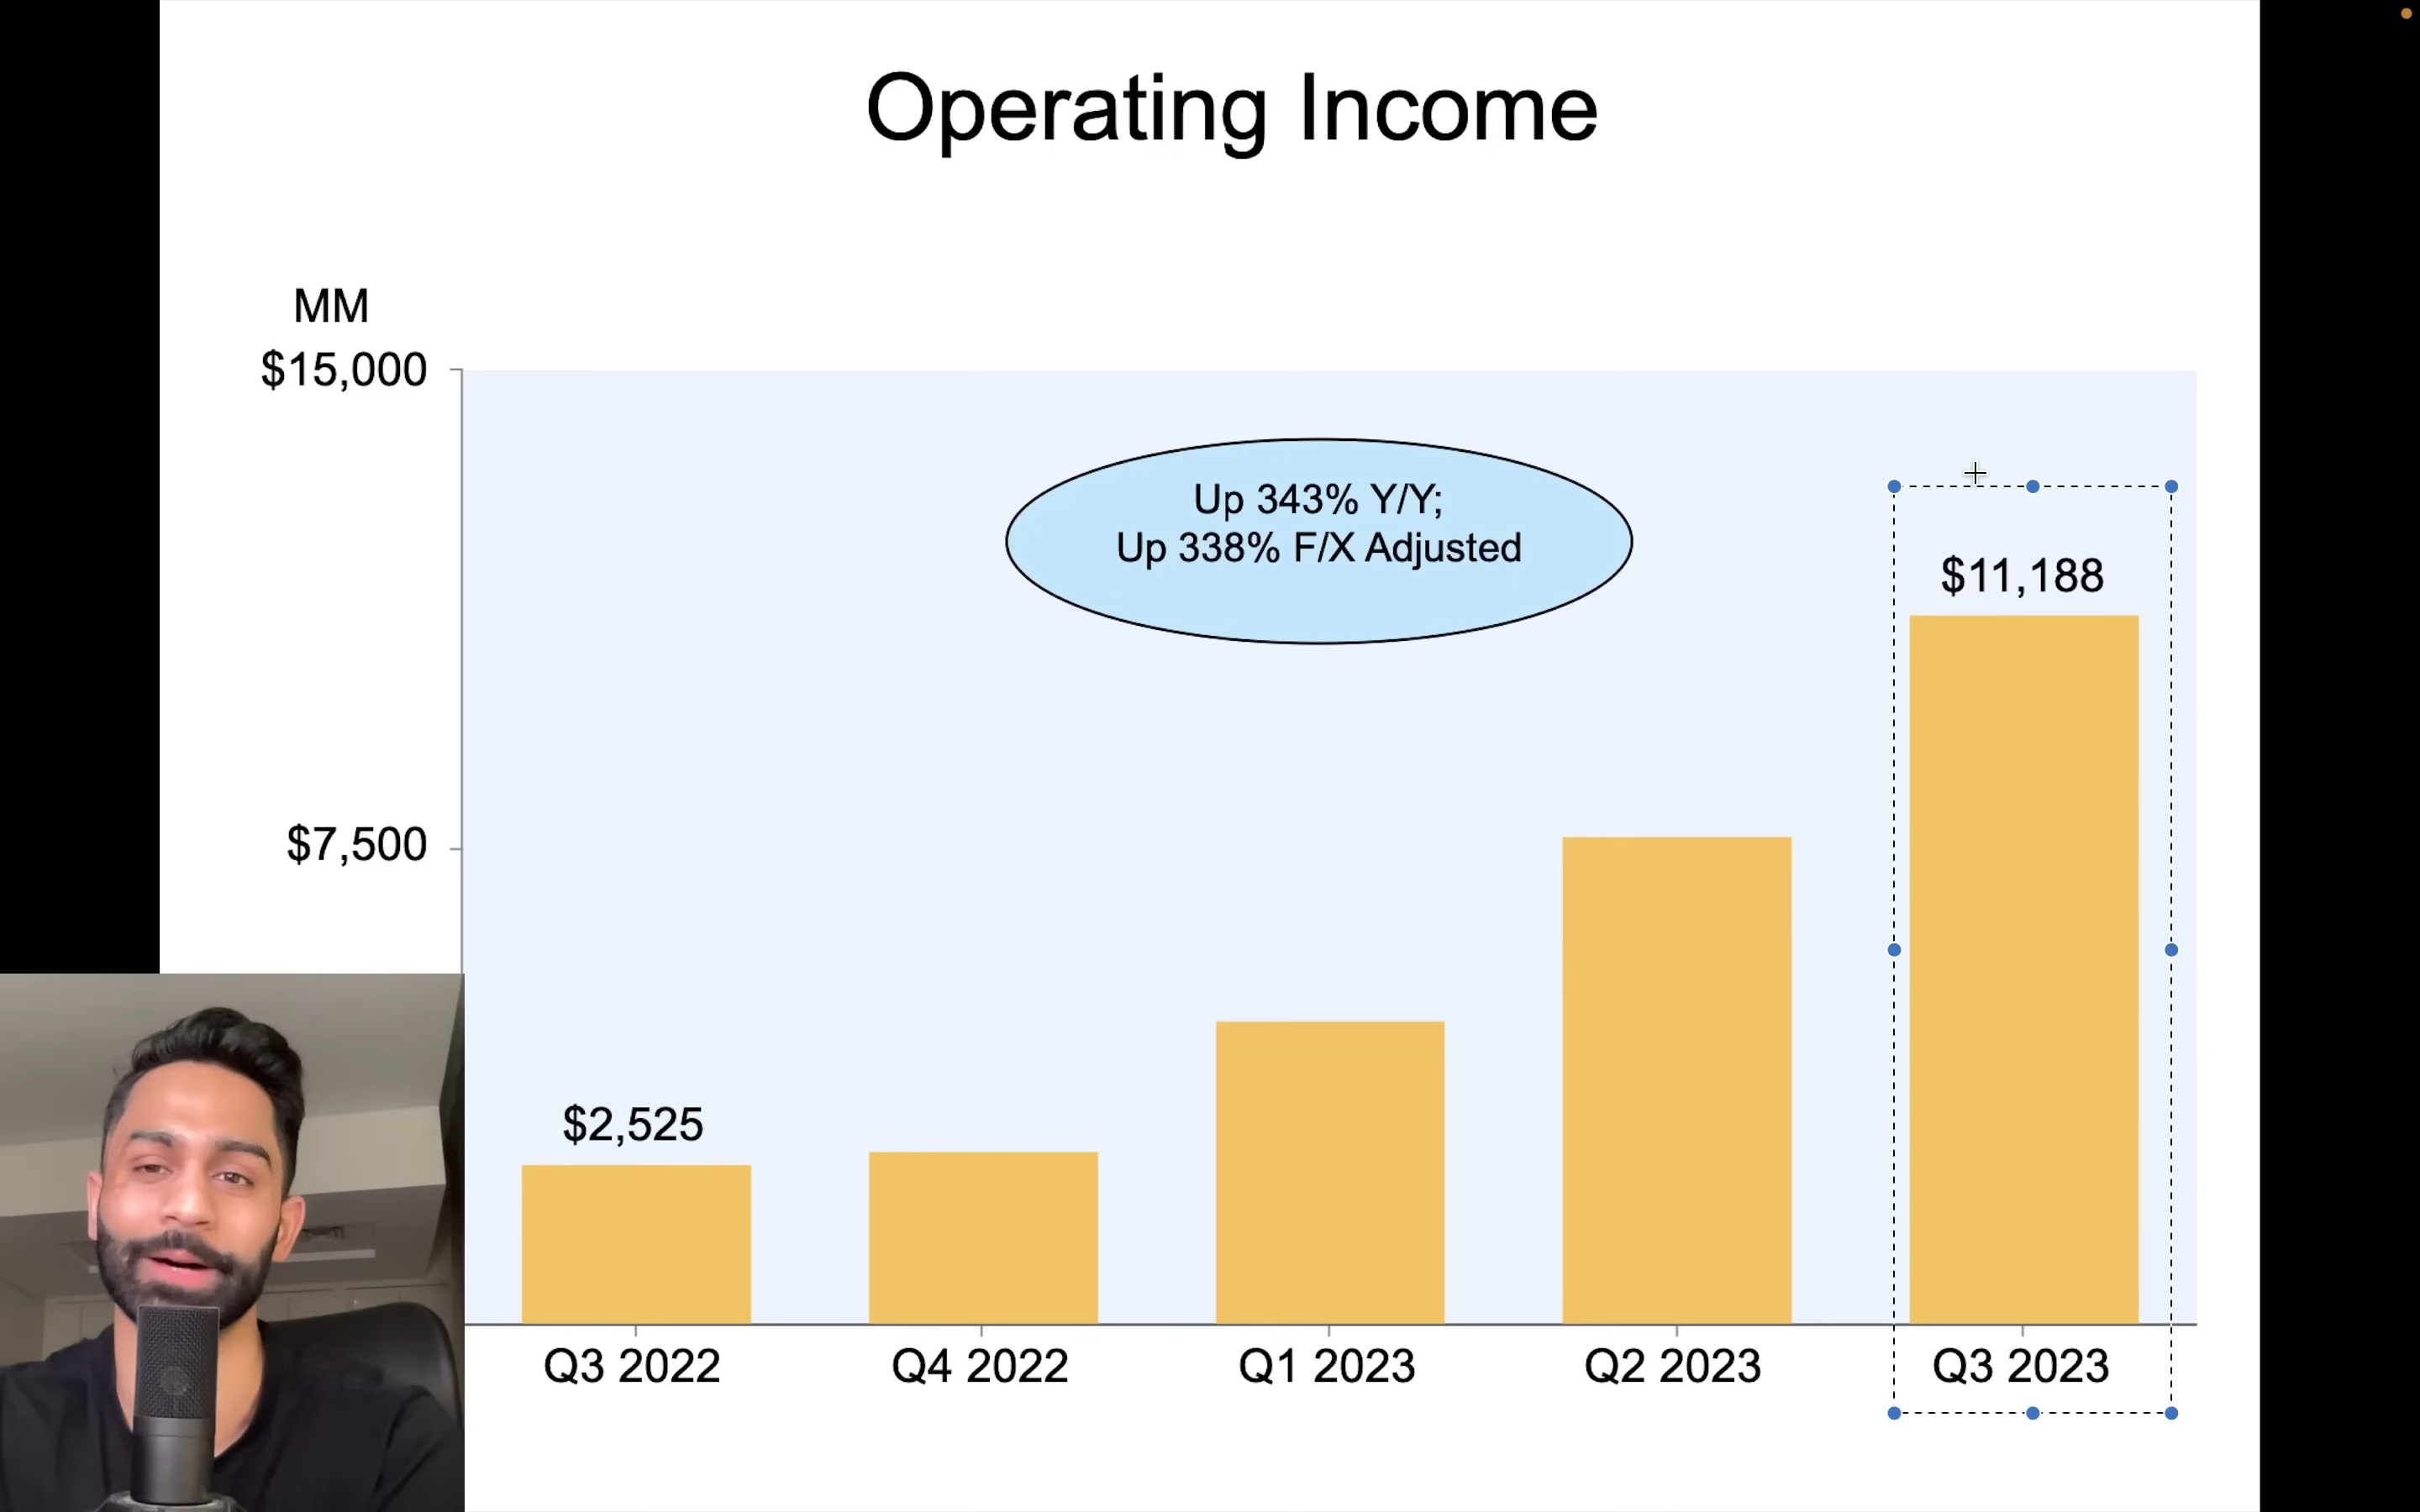 Operating Income
MM
$15,000
Up 343% Y/Y;
Up 338% F/X Adjusted
$11,188
$7,500
$2,525
Q3 2022
Q4 2022
Q1 2023
Q2 2023
Q3 2023